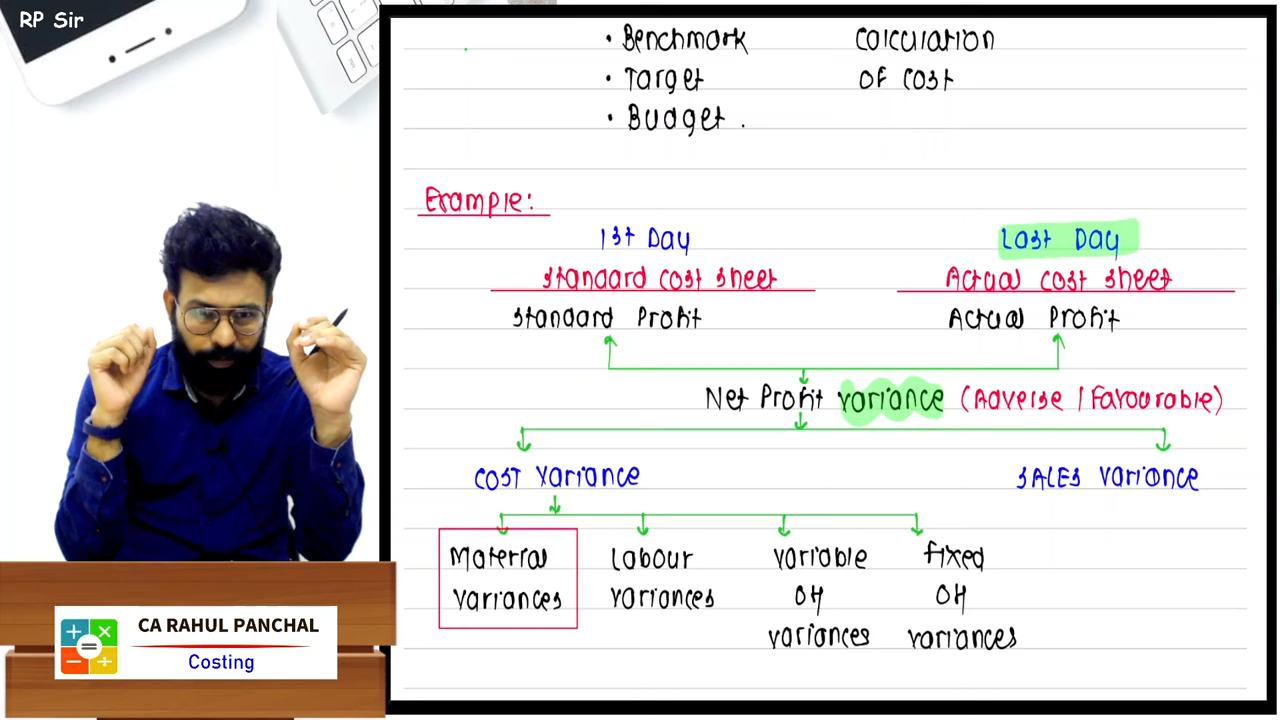 RP Sir
• Benchmark calculation
• Target of cost
• Budget.
Example:
1st Day Last Day
Standard cost sheet Actual cost sheet
Standard Profit Actual Profit
Net Profit variance (Adverse / Favourable)
COST Variance SALES Variance
Material Labour variable fixed
variances variances OH OH
variances variances
CA RAHUL PANCHAL
Costing